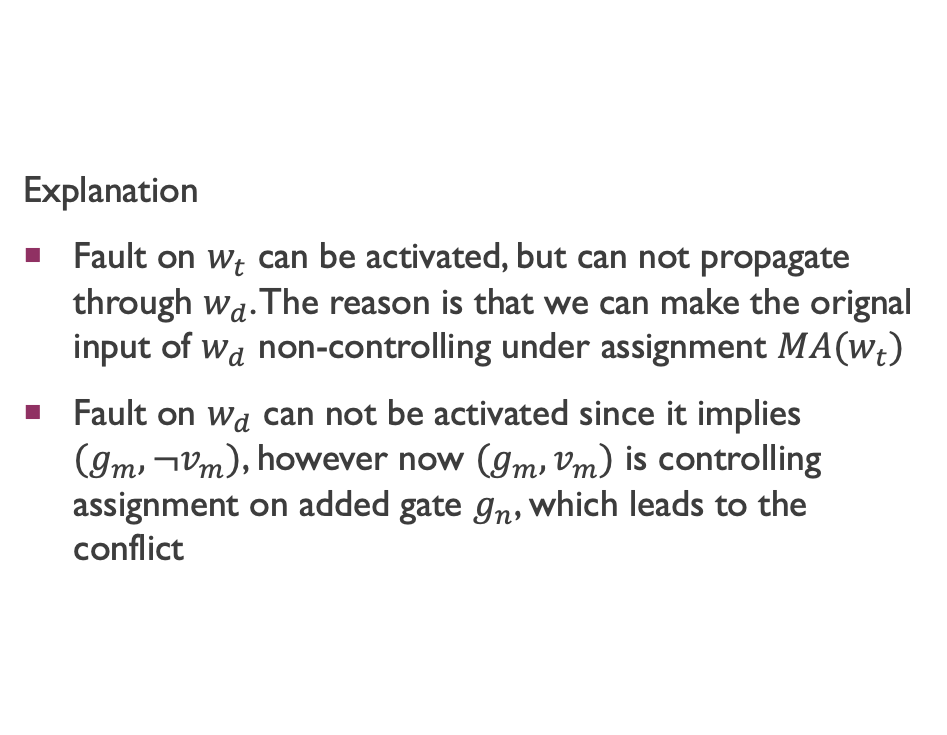 Explanation
▪ Fault on w_t can be activated, but can not propagate
through w_d. The reason is that we can make the orignal
input of w_d non-controlling under assignment MA(w_t)
▪ Fault on w_d can not be activated since it implies
(g_m, ¬v_m), however now (g_m, v_m) is controlling
assignment on added gate g_n, which leads to the
conflict